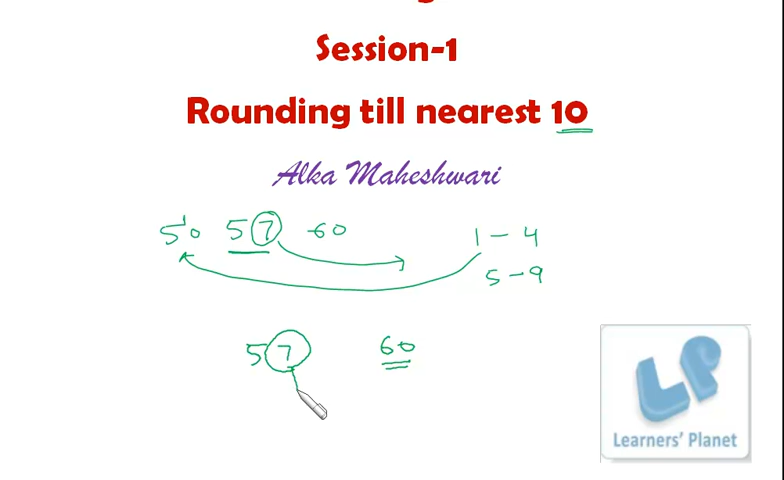 Session-1
Rounding till nearest 10
Alka Maheshwari
50 57 60 1 - 4
5 - 9
57 60
LP
Learners' Planet